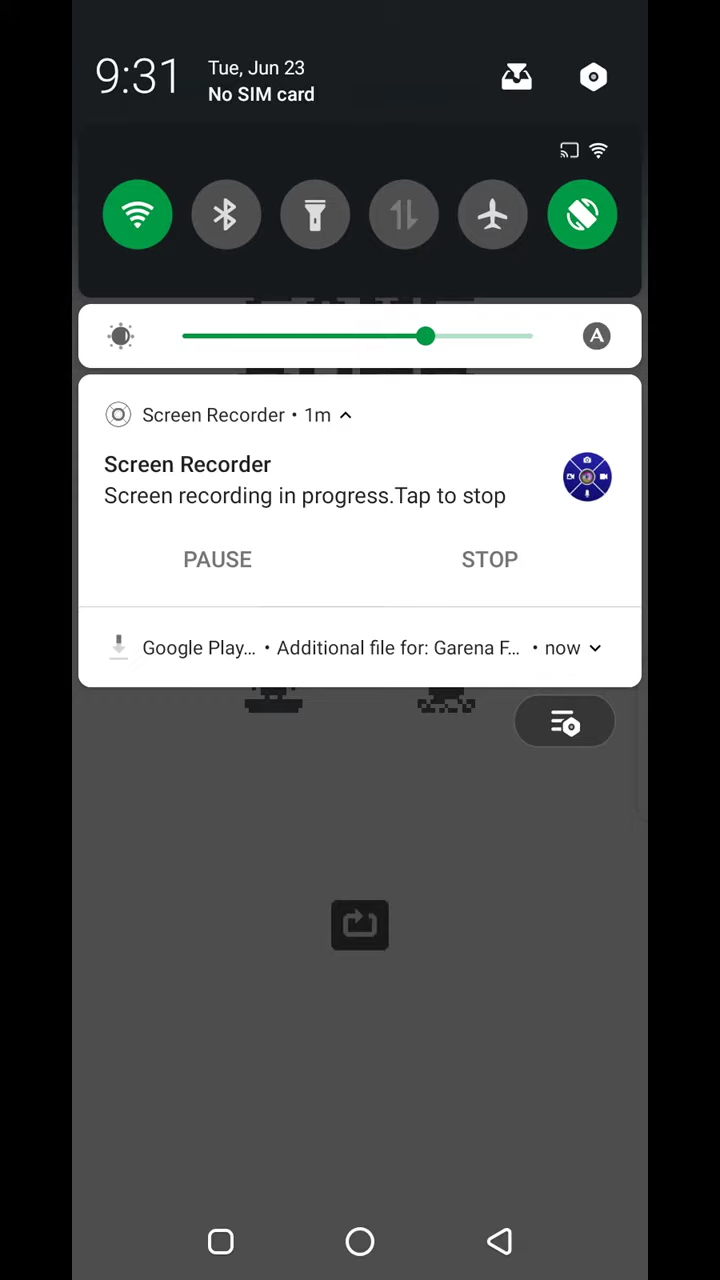 9:31
Tue, Jun 23
No SIM card
A
Screen Recorder • 1m
Screen Recorder
Screen recording in progress.Tap to stop
PAUSE
STOP
Google Play... • Additional file for: Garena F... • now